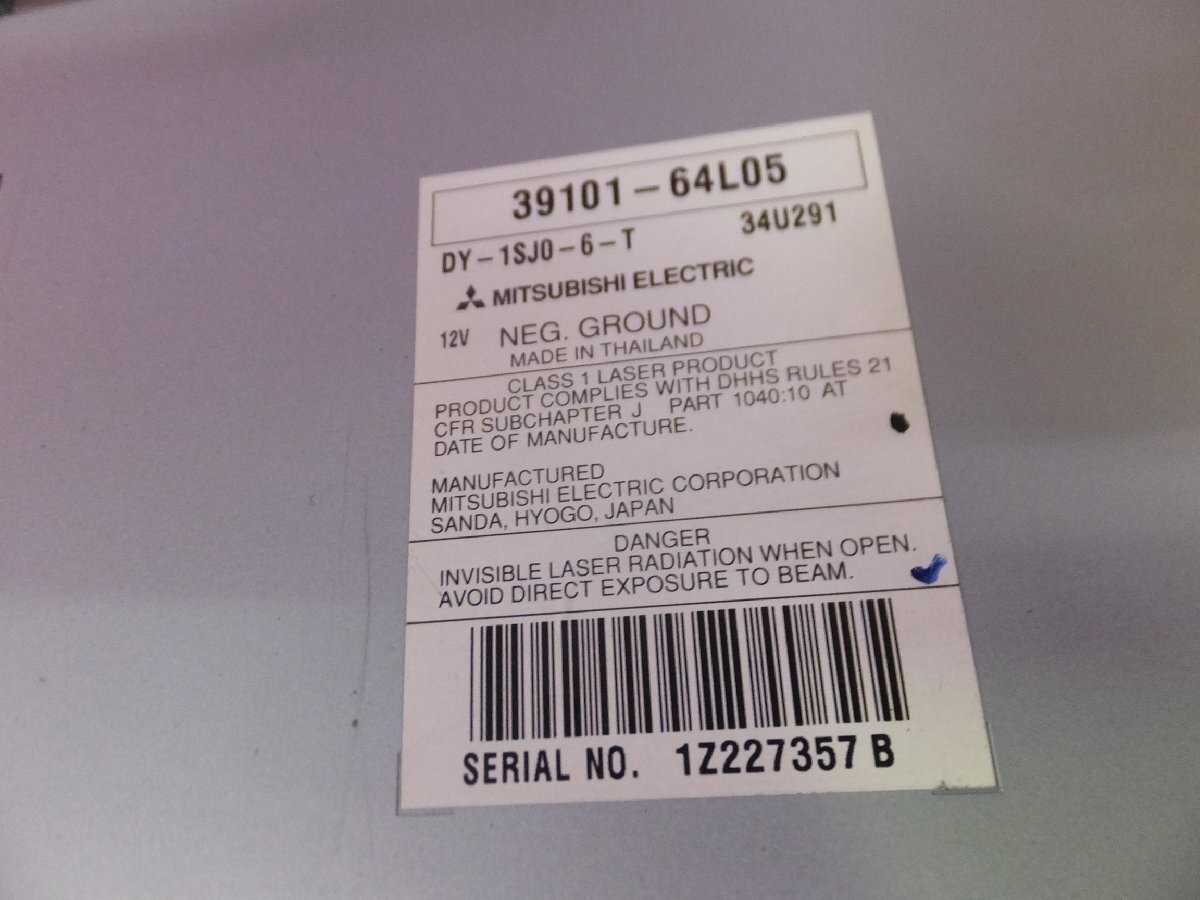 39101-64L05
DY-1SJ0-6-T 34U291
MITSUBISHI ELECTRIC
12V NEG. GROUND
MADE IN THAILAND
CLASS 1 LASER PRODUCT
PRODUCT COMPLIES WITH DHHS RULES 21
CFR SUBCHAPTER J PART 1040:10 AT
DATE OF MANUFACTURE.
MANUFACTURED
MITSUBISHI ELECTRIC CORPORATION
SANDA, HYOGO, JAPAN
DANGER
INVISIBLE LASER RADIATION WHEN OPEN.
AVOID DIRECT EXPOSURE TO BEAM.
SERIAL NO. 1Z227357 B